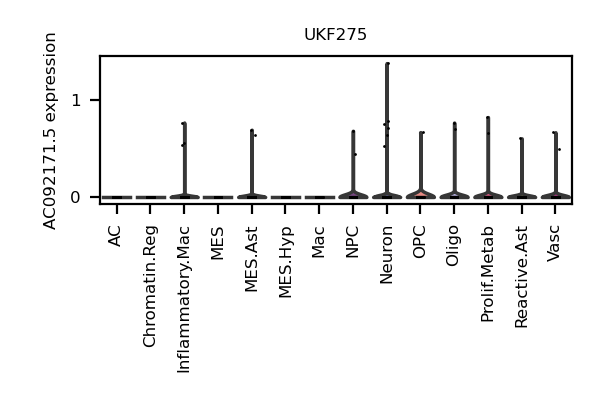 UKF275
AC092171.5 expression
1
0
AC
Chromatin.Reg
Inflammatory.Mac
MES
MES.Ast
MES.Hyp
Mac
NPC
Neuron
OPC
Oligo
Prolif.Metab
Reactive.Ast
Vasc